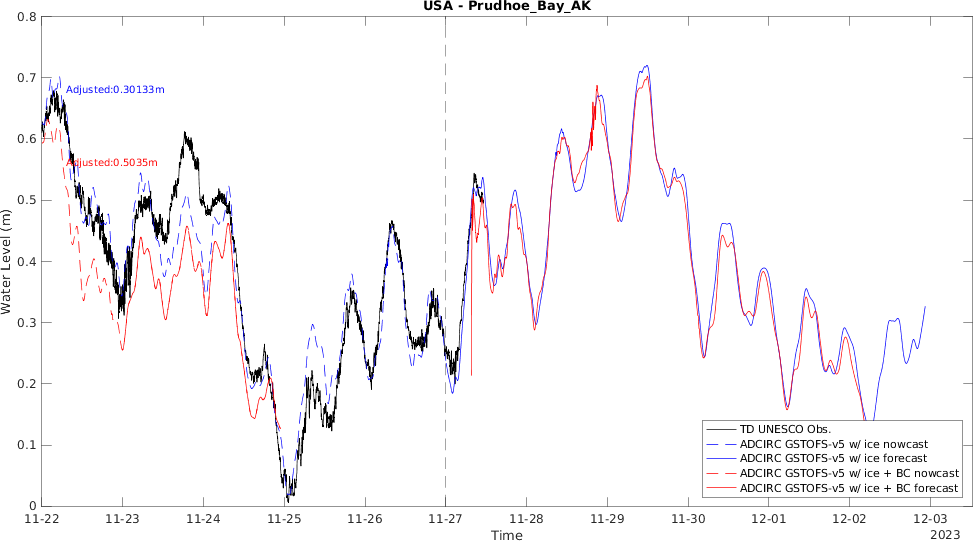 USA - Prudhoe_Bay_AK
0.8
0.7
0.6
0.5
0.4
0.3
0.2
0.1
0
Water Level (m)
Adjusted:0.30133m
Adjusted:0.5035m
TD UNESCO Obs.
ADCIRC GSTOFS-v5 w/ ice nowcast
ADCIRC GSTOFS-v5 w/ ice forecast
ADCIRC GSTOFS-v5 w/ ice + BC nowcast
ADCIRC GSTOFS-v5 w/ ice + BC forecast
11-22 11-23 11-24 11-25 11-26 11-27 11-28 11-29 11-30 12-01 12-02 12-03
Time 2023